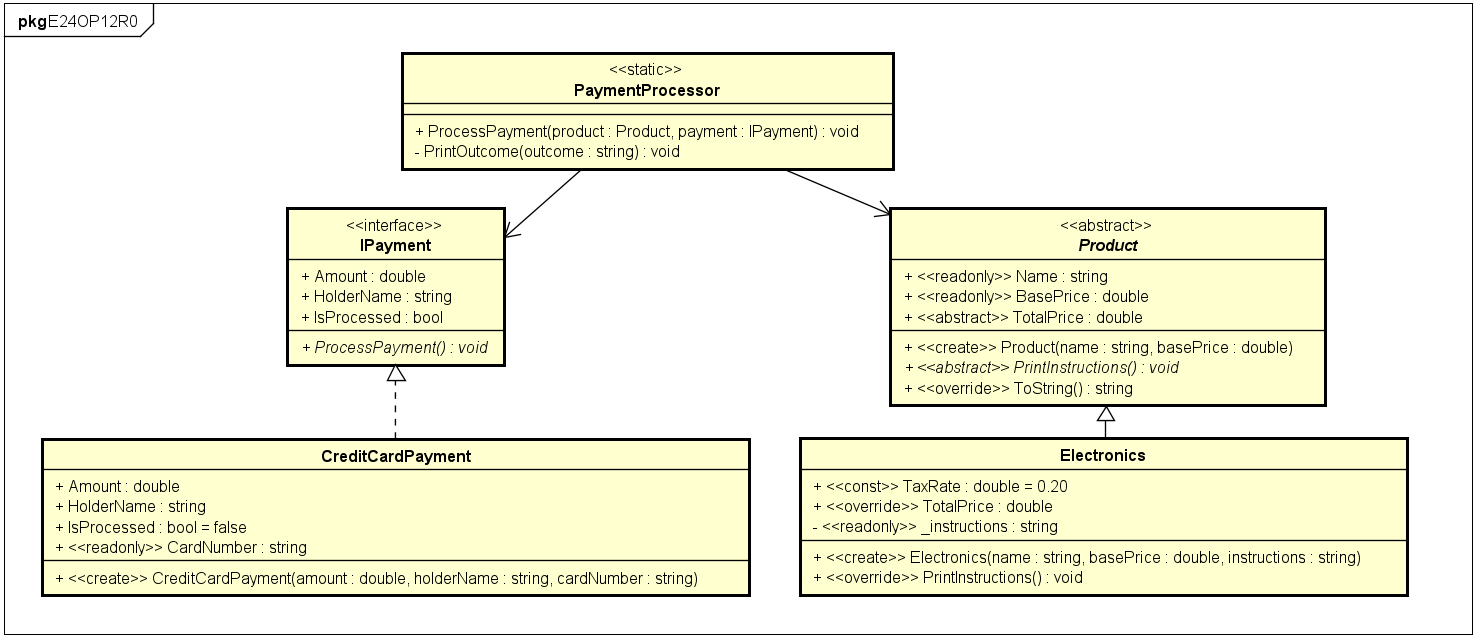 pkg E24OP12R0
<<static>>
PaymentProcessor
+ ProcessPayment(product : Product, payment : IPayment) : void
- PrintOutcome(outcome : string) : void
<<interface>>
IPayment
+ Amount : double
+ HolderName : string
+ IsProcessed : bool
+ ProcessPayment() : void
<<abstract>>
Product
+ <<readonly>> Name : string
+ <<readonly>> BasePrice : double
+ <<abstract>> TotalPrice : double
+ <<create>> Product(name : string, basePrice : double)
+ <<abstract>> PrintInstructions() : void
+ <<override>> ToString() : string
CreditCardPayment
+ Amount : double
+ HolderName : string
+ IsProcessed : bool = false
+ <<readonly>> CardNumber : string
+ <<create>> CreditCardPayment(amount : double, holderName : string, cardNumber : string)
Electronics
+ <<const>> TaxRate : double = 0.20
+ <<override>> TotalPrice : double
- <<readonly>> _instructions : string
+ <<create>> Electronics(name : string, basePrice : double, instructions : string)
+ <<override>> PrintInstructions() : void